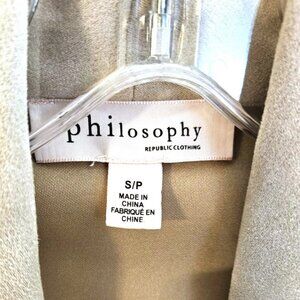 philosophy
REPUBLIC CLOTHING
S/P
MADE IN
CHINA
FABRIQUÉ EN
CHINE